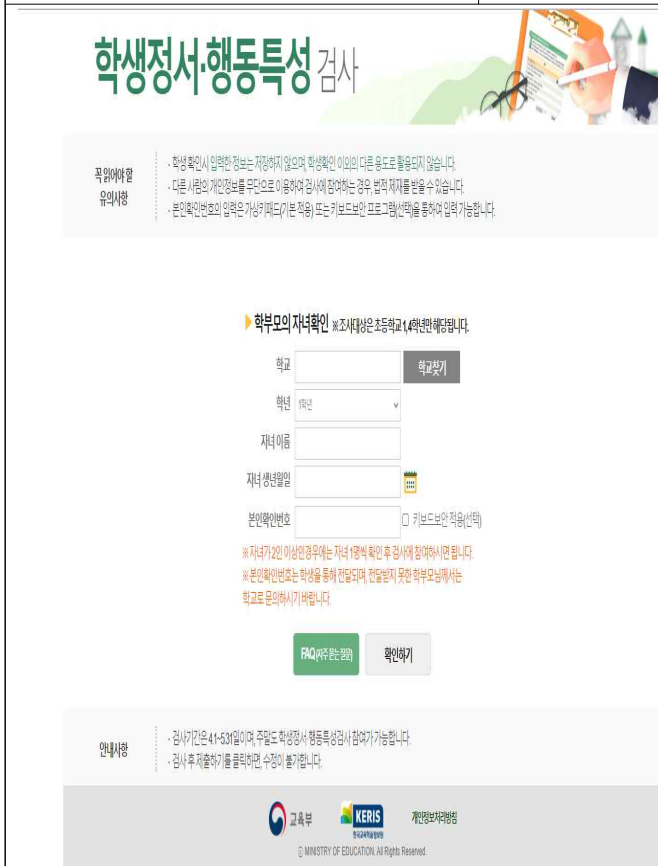 학생정서·행동특성 검사
꼭 읽어야 할
유의사항
· 학생 확인시 입력한 정보는 저장하지 않으며, 학생확인 이외의 다른 용도로 활용되지 않습니다.
· 다른 사람의 개인정보를 무단으로 이용하여 검사에 참여하는 경우, 법적 제재를 받을 수 있습니다.
· 본인확인번호의 입력은 가상키패드(기본 적용) 또는 키보드보안 프로그램(선택)을 통하여 입력 가능합니다.
학부모의 자녀확인 ※조사대상은 초등학교 1,4학년만 해당됩니다.
학교 학교찾기
학년 1학년
자녀 이름
자녀 생년월일
본인확인번호 키보드보안 적용(선택)
※ 자녀가 2인 이상인경우에는 자녀 1명씩 확인 후 검사에 참여하시면 됩니다.
※ 본인확인번호는 학생을 통해 전달되며, 전달받지 못한 학부모님께서는
학교로 문의하시기 바랍니다.
FAQ(자주 묻는 질문) 확인하기
안내사항
· 검사기간은 4.1~5.31일이며, 주말도 학생정서 행동특성검사 참여가 가능합니다.
· 검사 후 제출하기를 클릭하면, 수정이 불가합니다.
교육부 KERIS 한국교육학술정보원 개인정보처리방침
ⓒ MINISTRY OF EDUCATION. All Rights Reserved.